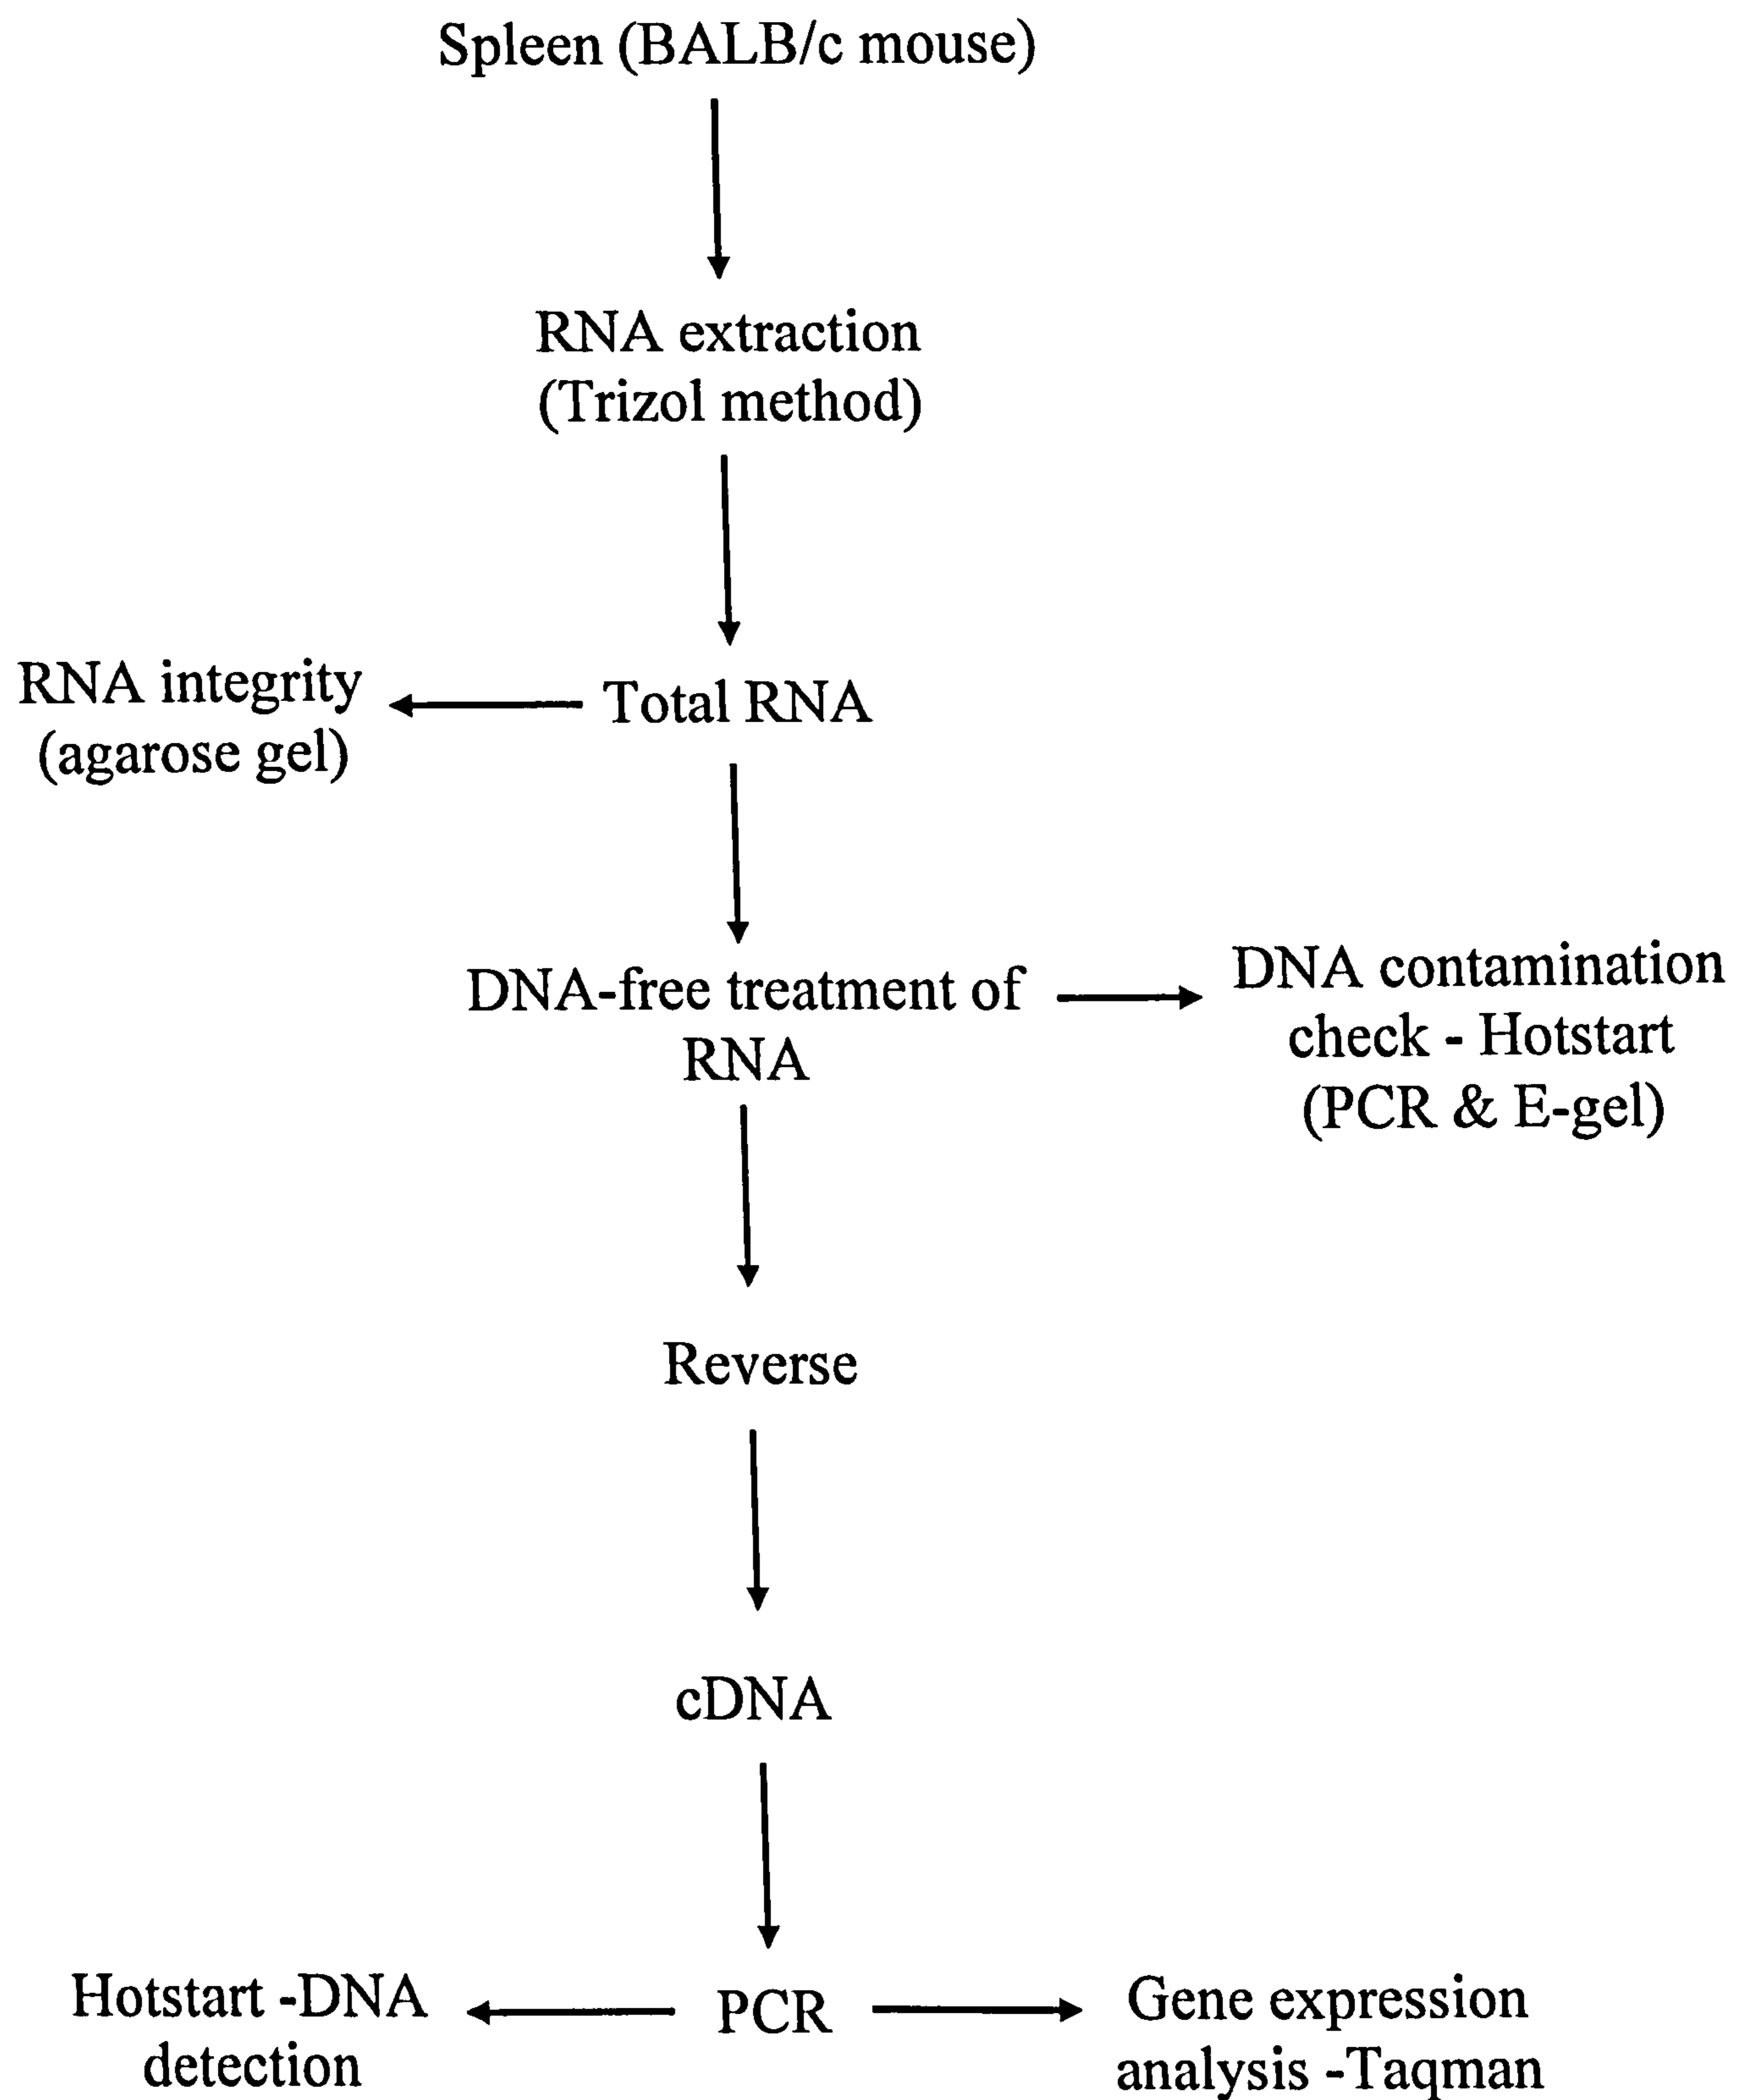 Spleen (BALB/c mouse)
RNA extraction
(Trizol method)
RNA integrity
(agarose gel)
Total RNA
DNA-free treatment of
RNA
DNA contamination
check - Hotstart
(PCR & E-gel)
Reverse
cDNA
Hotstart -DNA
detection
PCR
Gene expression
analysis -Taqman